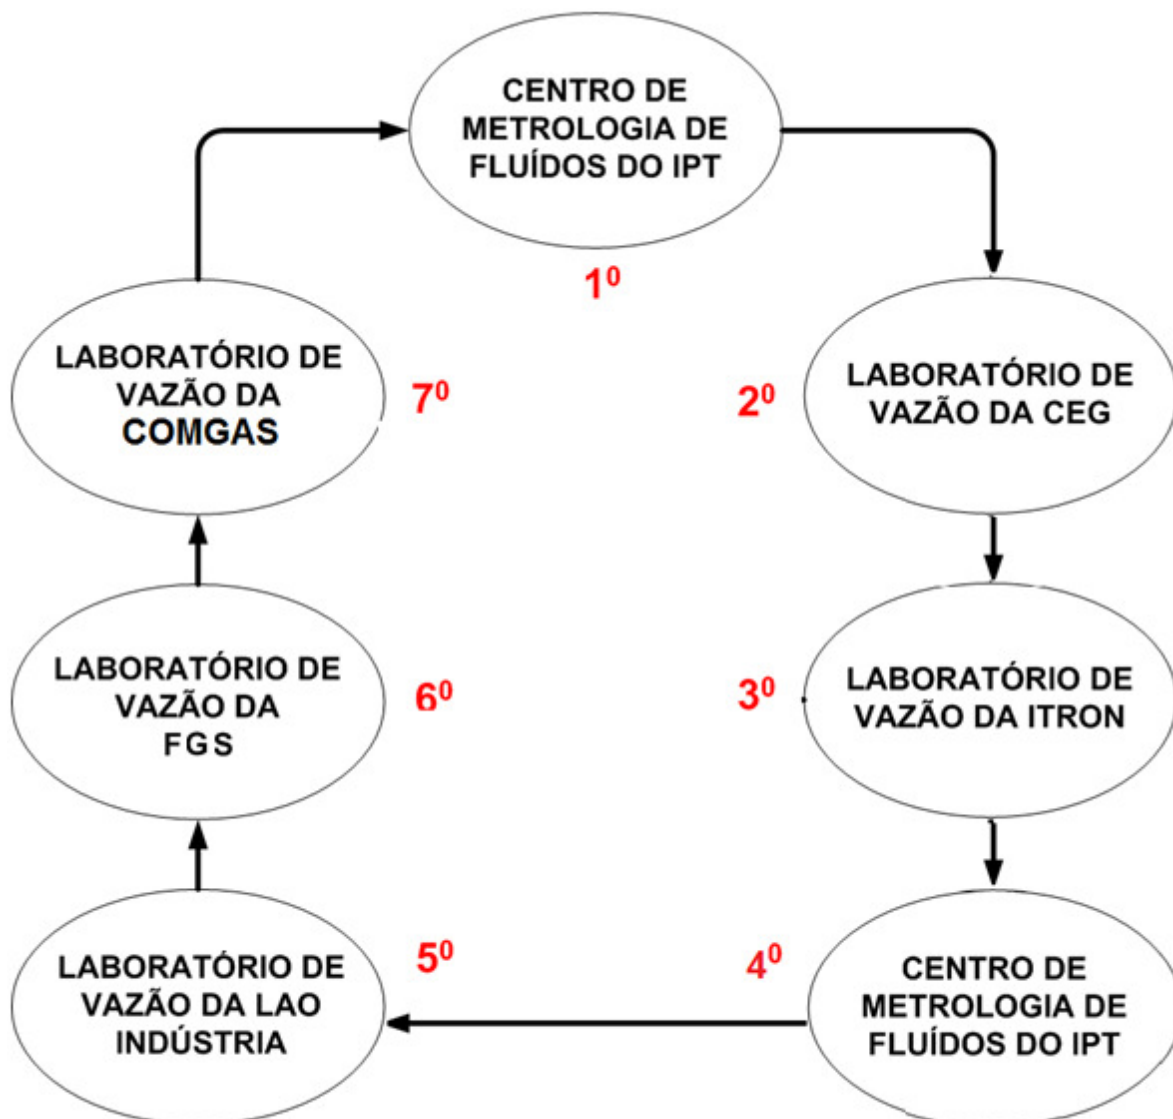 CENTRO DE
METROLOGIA DE
FLUÍDOS DO IPT
1⁰
LABORATÓRIO DE
VAZÃO DA CEG
2⁰
LABORATÓRIO DE
VAZÃO DA ITRON
3⁰
CENTRO DE
METROLOGIA DE
FLUÍDOS DO IPT
4⁰
LABORATÓRIO DE
VAZÃO DA LAO
INDÚSTRIA
5⁰
LABORATÓRIO DE
VAZÃO DA
FGS
6⁰
LABORATÓRIO DE
VAZÃO DA
COMGAS
7⁰